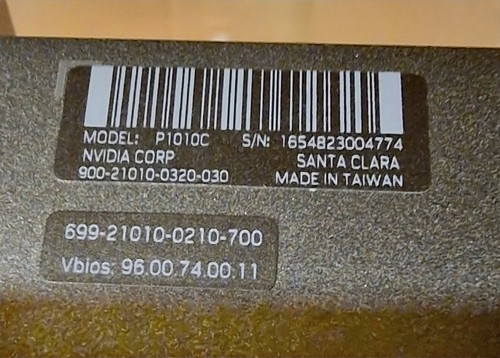 MODEL: P1010C S/N: 1654823004774
NVIDIA CORP SANTA CLARA
900-21010-0320-030 MADE IN TAIWAN
699-21010-0210-700
Vbios: 96.00.74.00.11